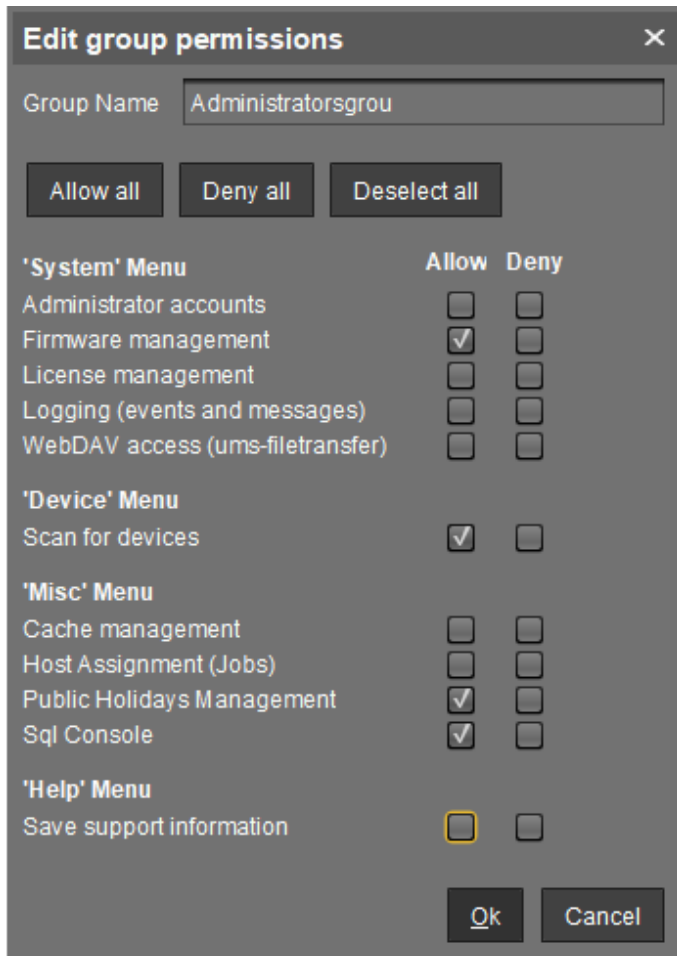 Edit group permissions ×
Group Name Administratorsgrou
Allow all Deny all Deselect all
'System' Menu Allow Deny
Administrator accounts
Firmware management
License management
Logging (events and messages)
WebDAV access (ums-filetransfer)
'Device' Menu
Scan for devices
'Misc' Menu
Cache management
Host Assignment (Jobs)
Public Holidays Management
Sql Console
'Help' Menu
Save support information
Ok Cancel